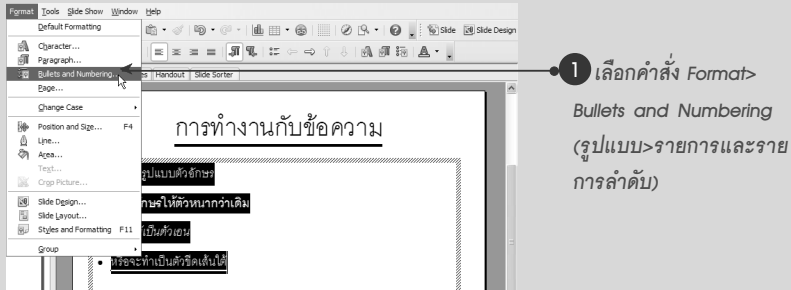 Format Tools Slide Show Window Help
Default Formatting
Slide Slide Design
Character...
Paragraph...
Bullets and Numbering...
Handout Slide Sorter
Page...
Change Case
Position and Size... F4
Line...
Area...
Text...
Crop Picture...
Slide Design...
Slide Layout...
Styles and Formatting F11
Group
การทำงานกับข้อความ
รูปแบบตัวอักษร
ให้ตัวหนากว่าเดิม
เป็นตัวเอน
หรือจะทำเป็นตัวขีดเส้นใต้
1 เลือกคำสั่ง Format>
Bullets and Numbering
(รูปแบบ>รายการและราย
การลำดับ)